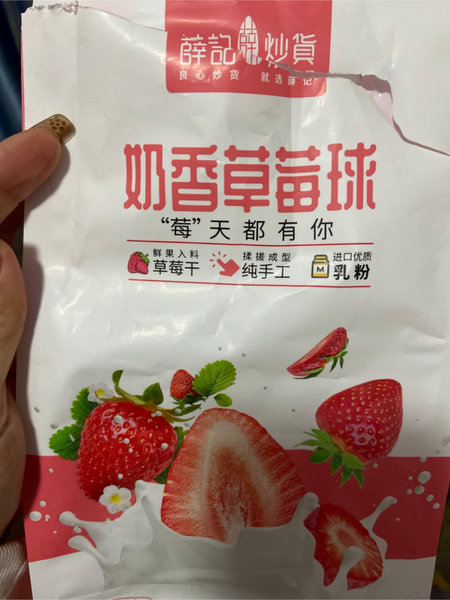 薛記炒貨
良心炒货 就选薛记
奶香草莓球
“莓”天都有你
鲜果入料
草莓干
揉搓成型
纯手工
进口优质
乳粉
M